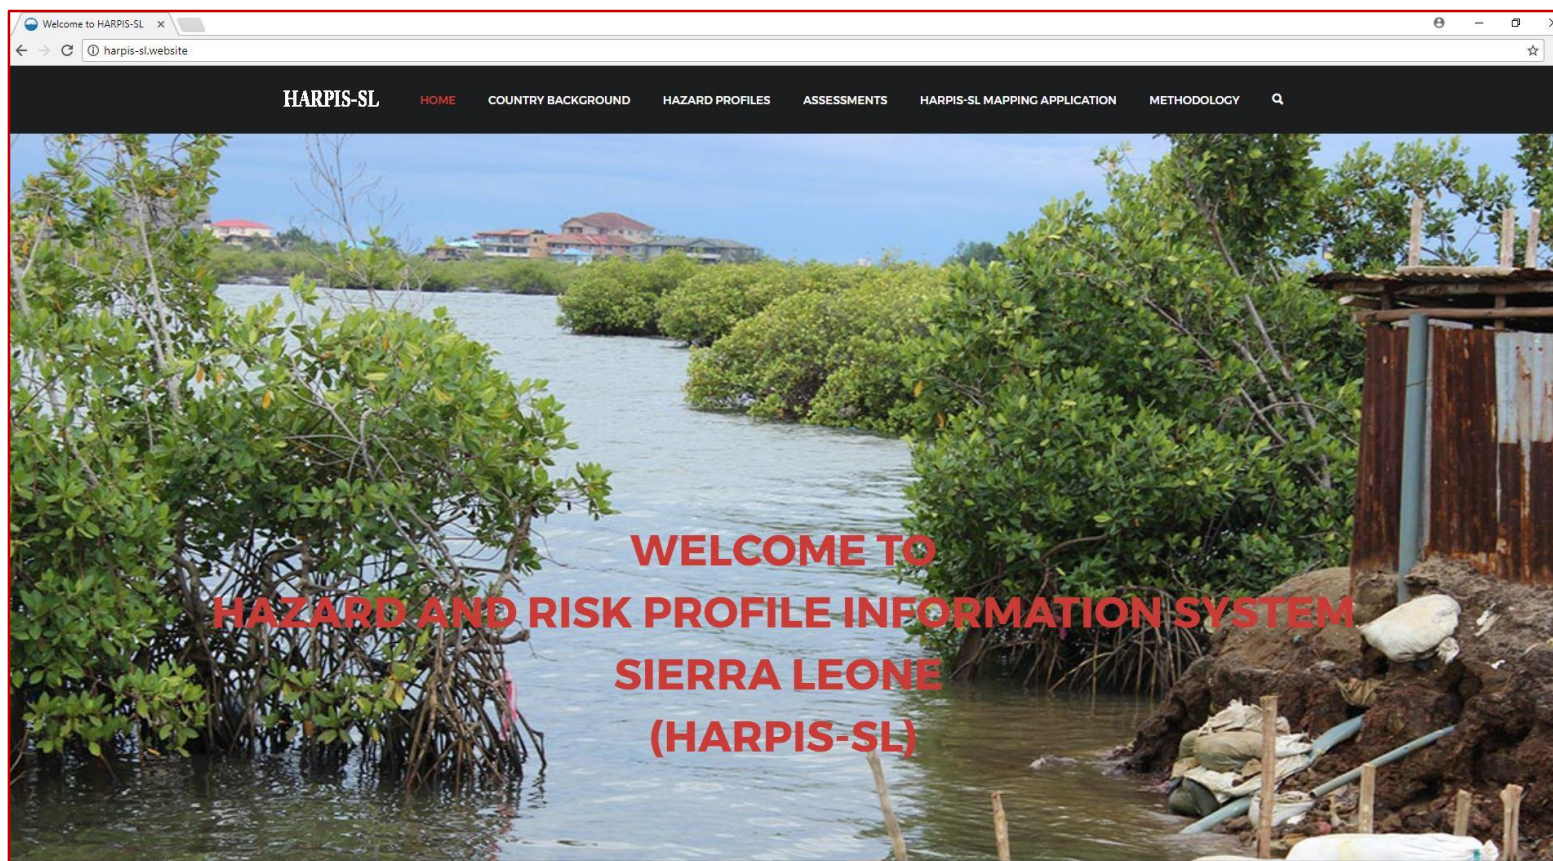 Welcome to HARPIS-SL
harpis-sl.website
HARPIS-SL HOME COUNTRY BACKGROUND HAZARD PROFILES ASSESSMENTS HARPIS-SL MAPPING APPLICATION METHODOLOGY
WELCOME TO
HAZARD AND RISK PROFILE INFORMATION SYSTEM
SIERRA LEONE
(HARPIS-SL)